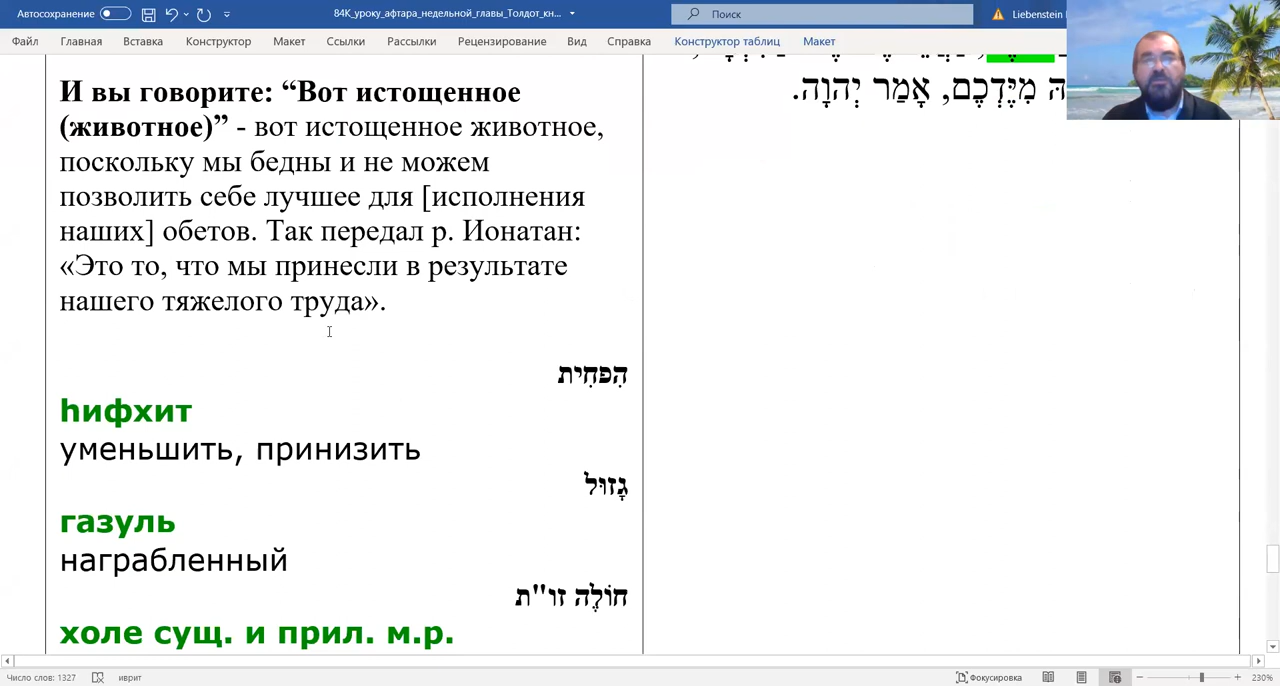 Автосохранение
84K_уроку_афтара_недельной_главы_Толдот_кн...
Поиск
Liebenstein
Файл Главная Вставка Конструктор Макет Ссылки Рассылки Рецензирование Вид Справка Конструктор таблиц Макет
И вы говорите: “Вот истощенное
(животное)” - вот истощенное животное,
поскольку мы бедны и не можем
позволить себе лучшее для [исполнения
наших] обетов. Так передал р. Ионатан:
«Это то, что мы принесли в результате
нашего тяжелого труда».
הִפּחִית
hифхит
уменьшить, принизить
גָזוּל
газуль
награбленный
חוֹלֶה זו"ת
холе сущ. и прил. м.р.
מִיֶּדְכֶם, אָמַר יְהוָה.
Число слов: 1327 иврит
Фокусировка
230%